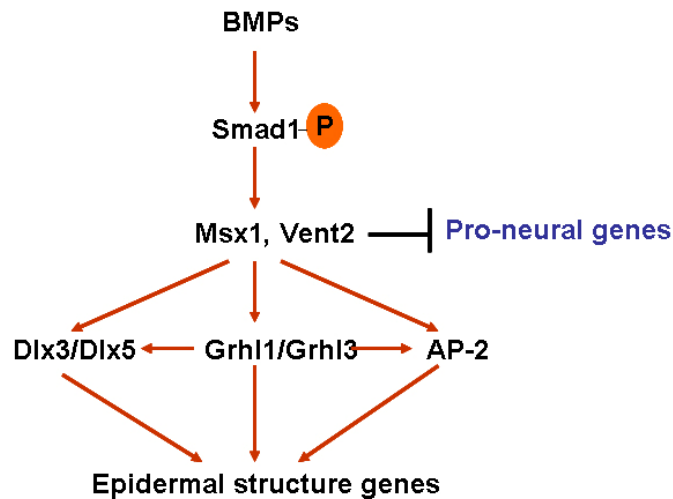 BMPs
Smad1 P
Msx1, Vent2 Pro-neural genes
Dlx3/Dlx5 Grhl1/Grhl3 AP-2
Epidermal structure genes